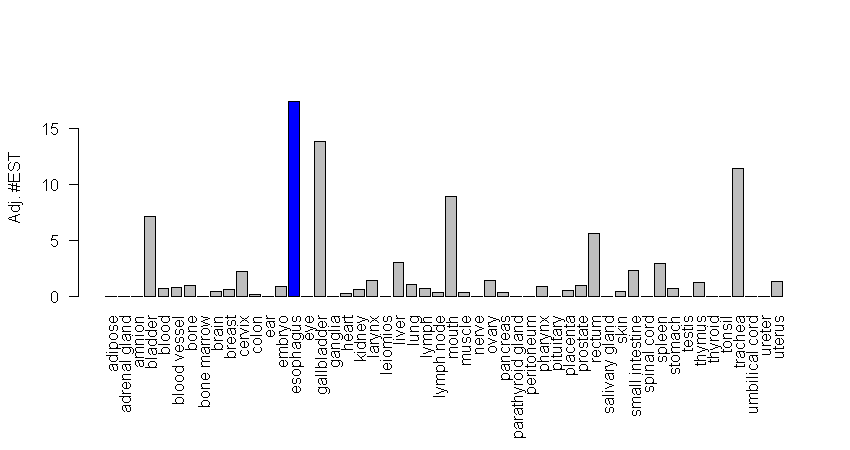 Adj. #EST
15
10
5
0
adipose
adrenal gland
amnion
bladder
blood
blood vessel
bone
bone marrow
brain
breast
cervix
colon
ear
embryo
esophagus
eye
gallbladder
ganglia
heart
kidney
larynx
leiomios
liver
lung
lymph
lymph node
mouth
muscle
nerve
ovary
pancreas
parathyroid gland
peritoneum
pharynx
pituitary
placenta
prostate
rectum
salivary gland
skin
small intestine
spinal cord
spleen
stomach
testis
thymus
thyroid
tonsil
trachea
umbilical cord
ureter
uterus